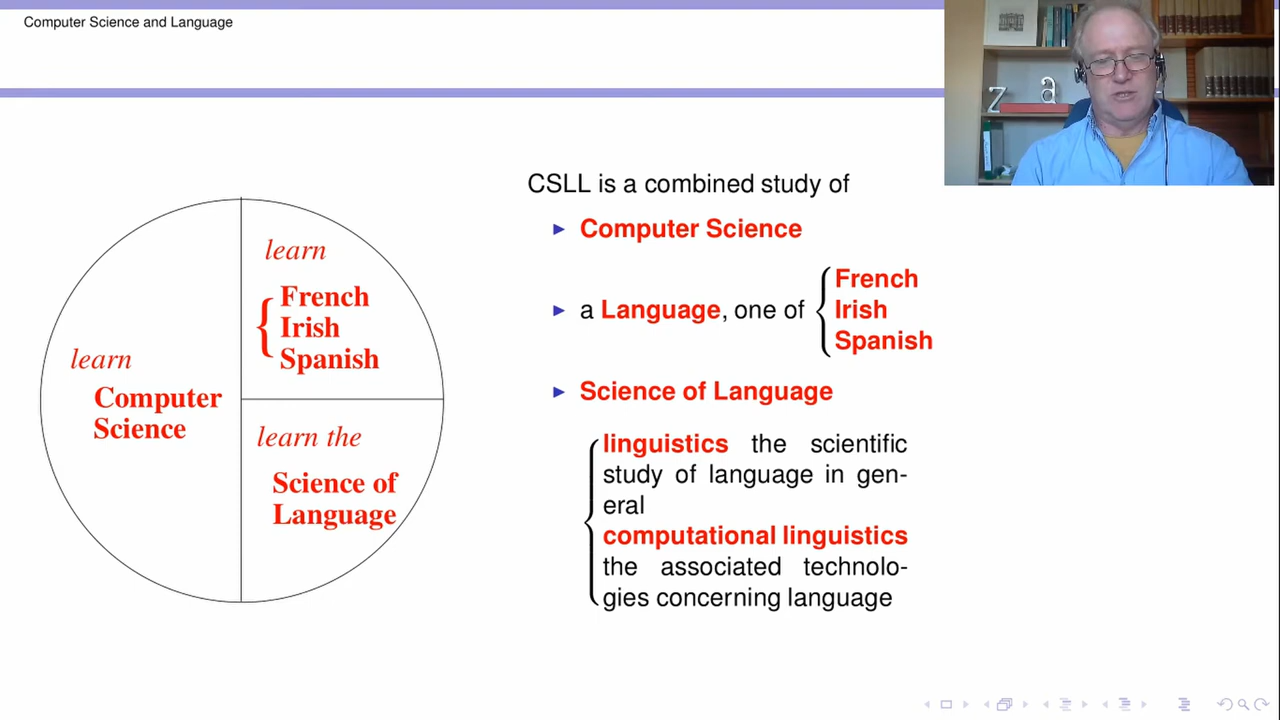 Computer Science and Language
learn
Computer
Science
learn
French
Irish
Spanish
learn the
Science of
Language
CSLL is a combined study of
Computer Science
a Language, one of
French
Irish
Spanish
Science of Language
linguistics the scientific
study of language in gen-
eral
computational linguistics
the associated technolo-
gies concerning language
z a